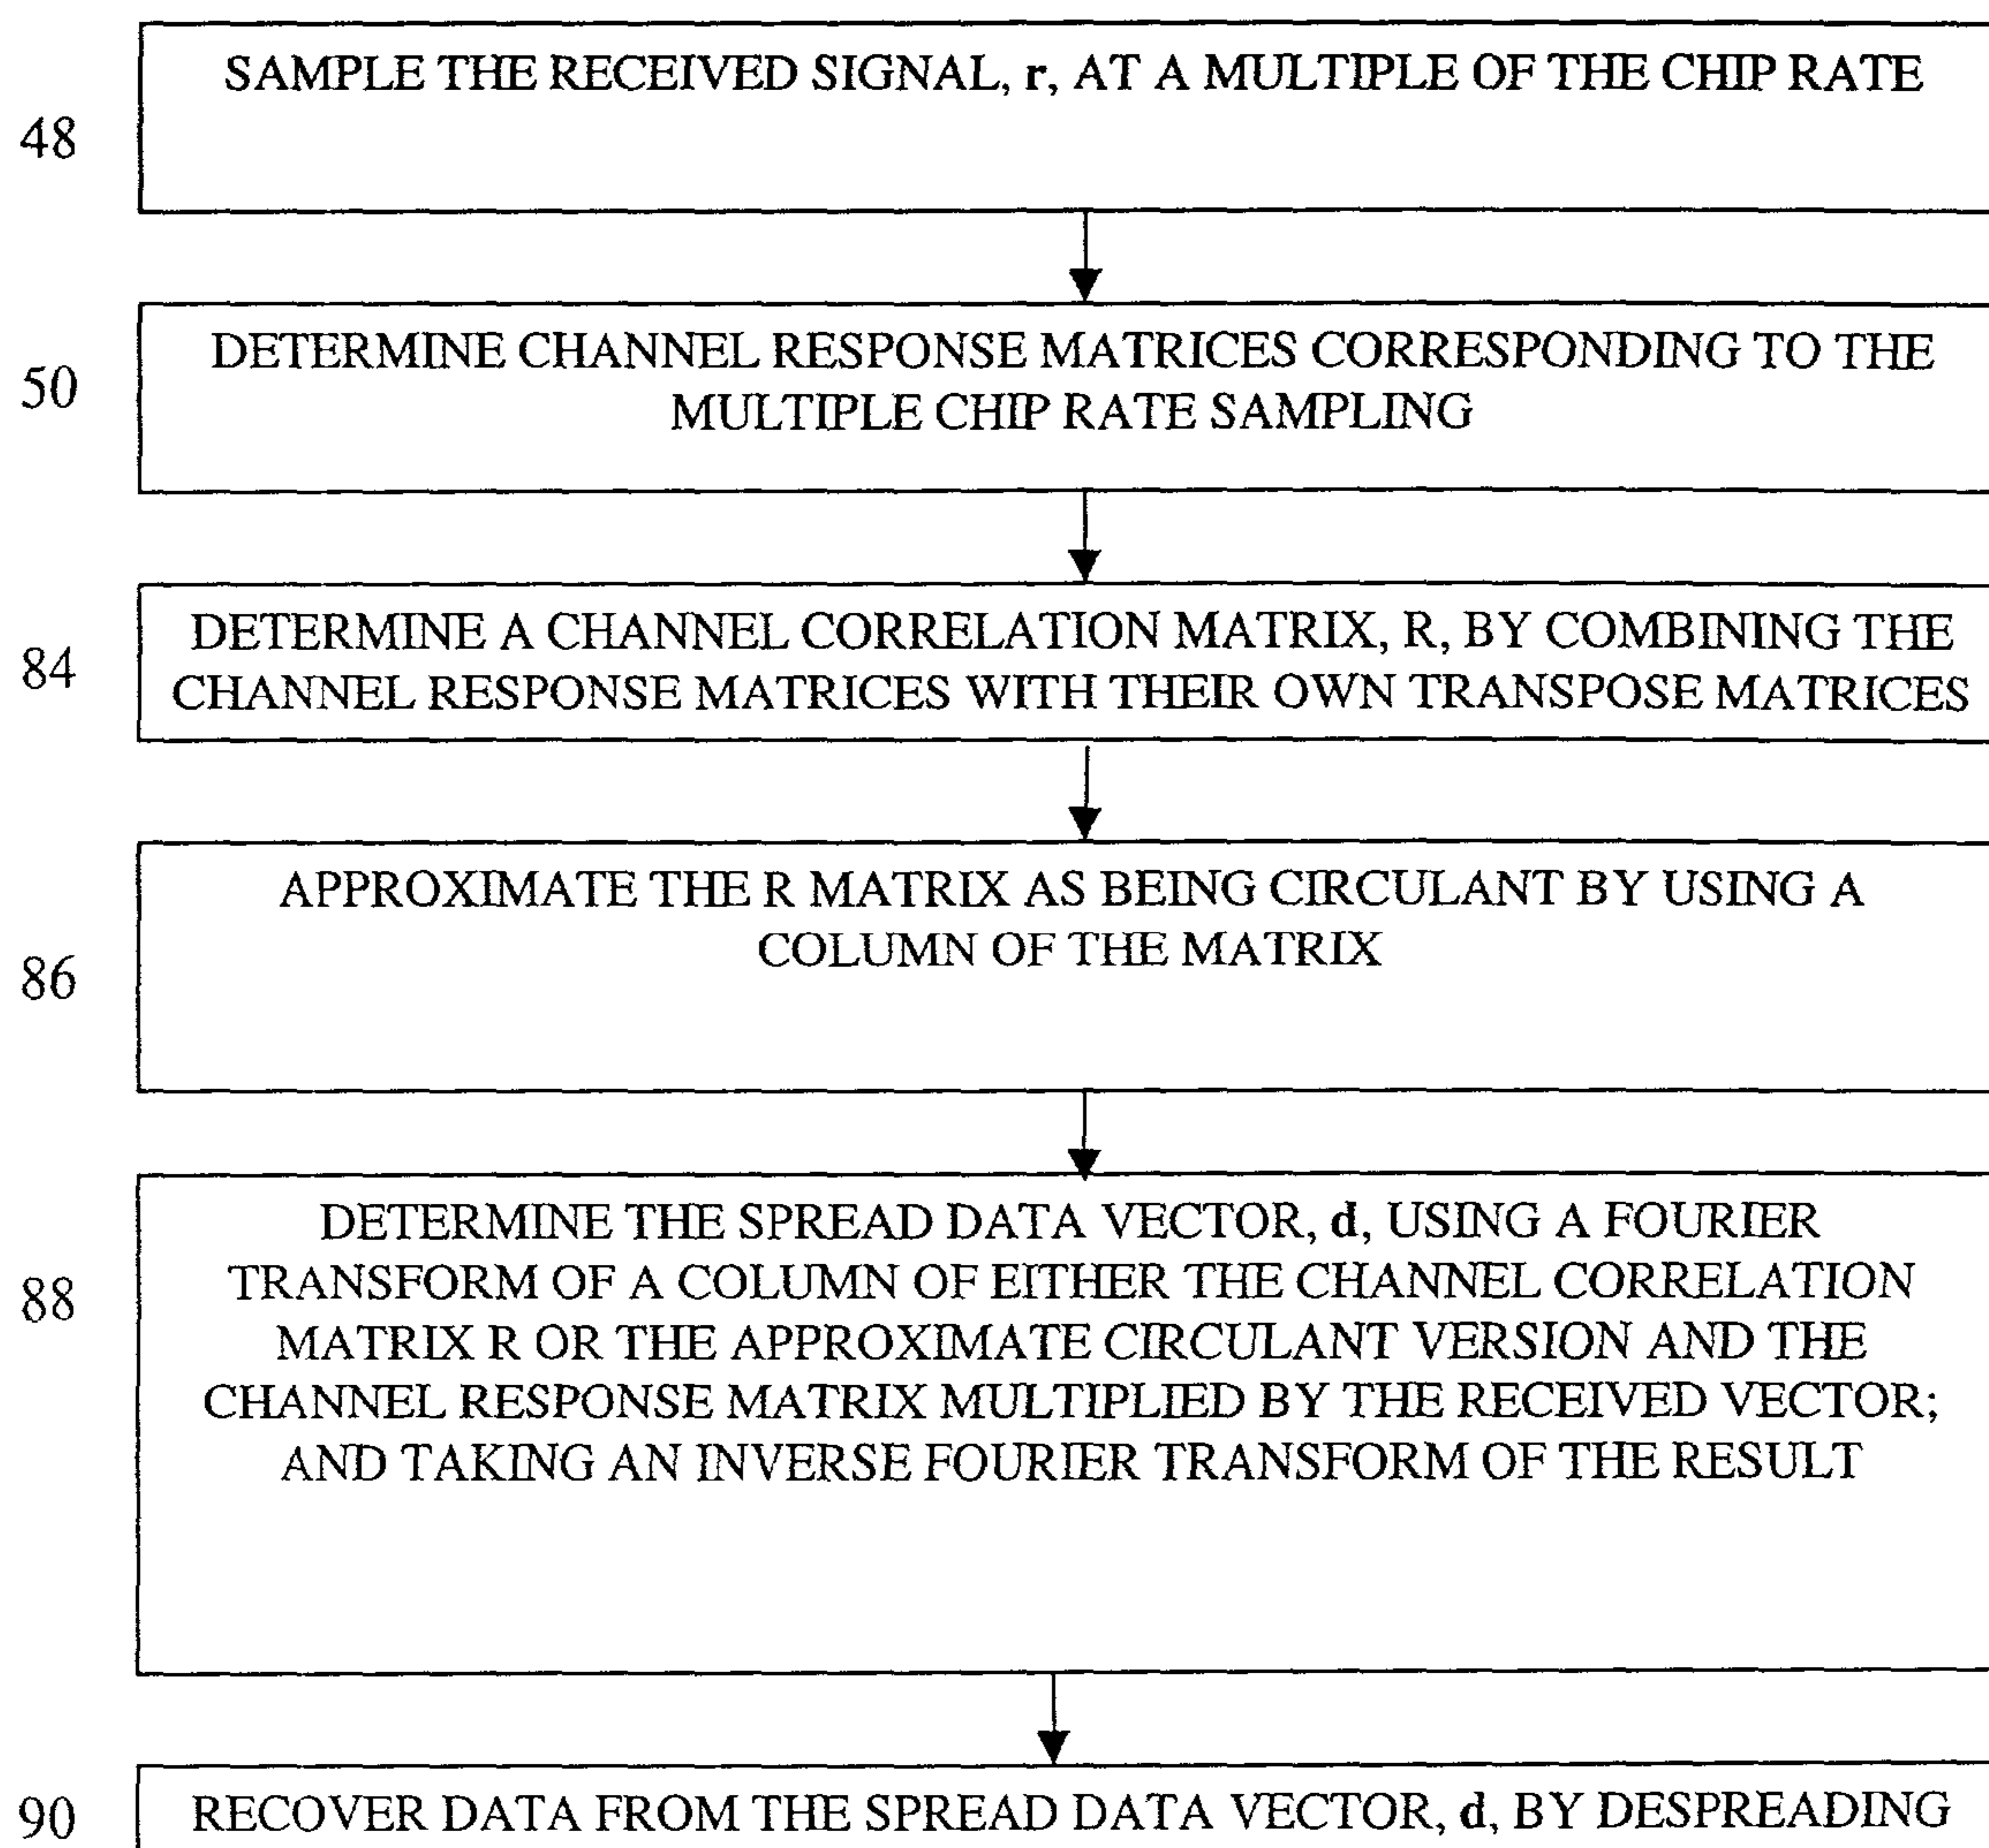 SAMPLE THE RECEIVED SIGNAL, r, AT A MULTIPLE OF THE CHIP RATE
48
DETERMINE CHANNEL RESPONSE MATRICES CORRESPONDING TO THE
50
MULTIPLE CHIP RATE SAMPLING
DETERMINE A CHANNEL CORRELATION MATRIX, R, BY COMBINING THE
84
CHANNEL RESPONSE MATRICES WITH THEIR OWN TRANSPOSE MATRICES
APPROXIMATE THE R MATRIX AS BEING CIRCULANT BY USING A
COLUMN OF THE MATRIX
86
DETERMINE THE SPREAD DATA VECTOR, d, USING A FOURIER
TRANSFORM OF A COLUMN OF EITHER THE CHANNEL CORRELATION
88
MATRIX R OR THE APPROXIMATE CIRCULANT VERSION AND THE
CHANNEL RESPONSE MATRIX MULTIPLIED BY THE RECEIVED VECTOR;
AND TAKING AN INVERSE FOURIER TRANSFORM OF THE RESULT
90
RECOVER DATA FROM THE SPREAD DATA VECTOR, d, BY DESPREADING